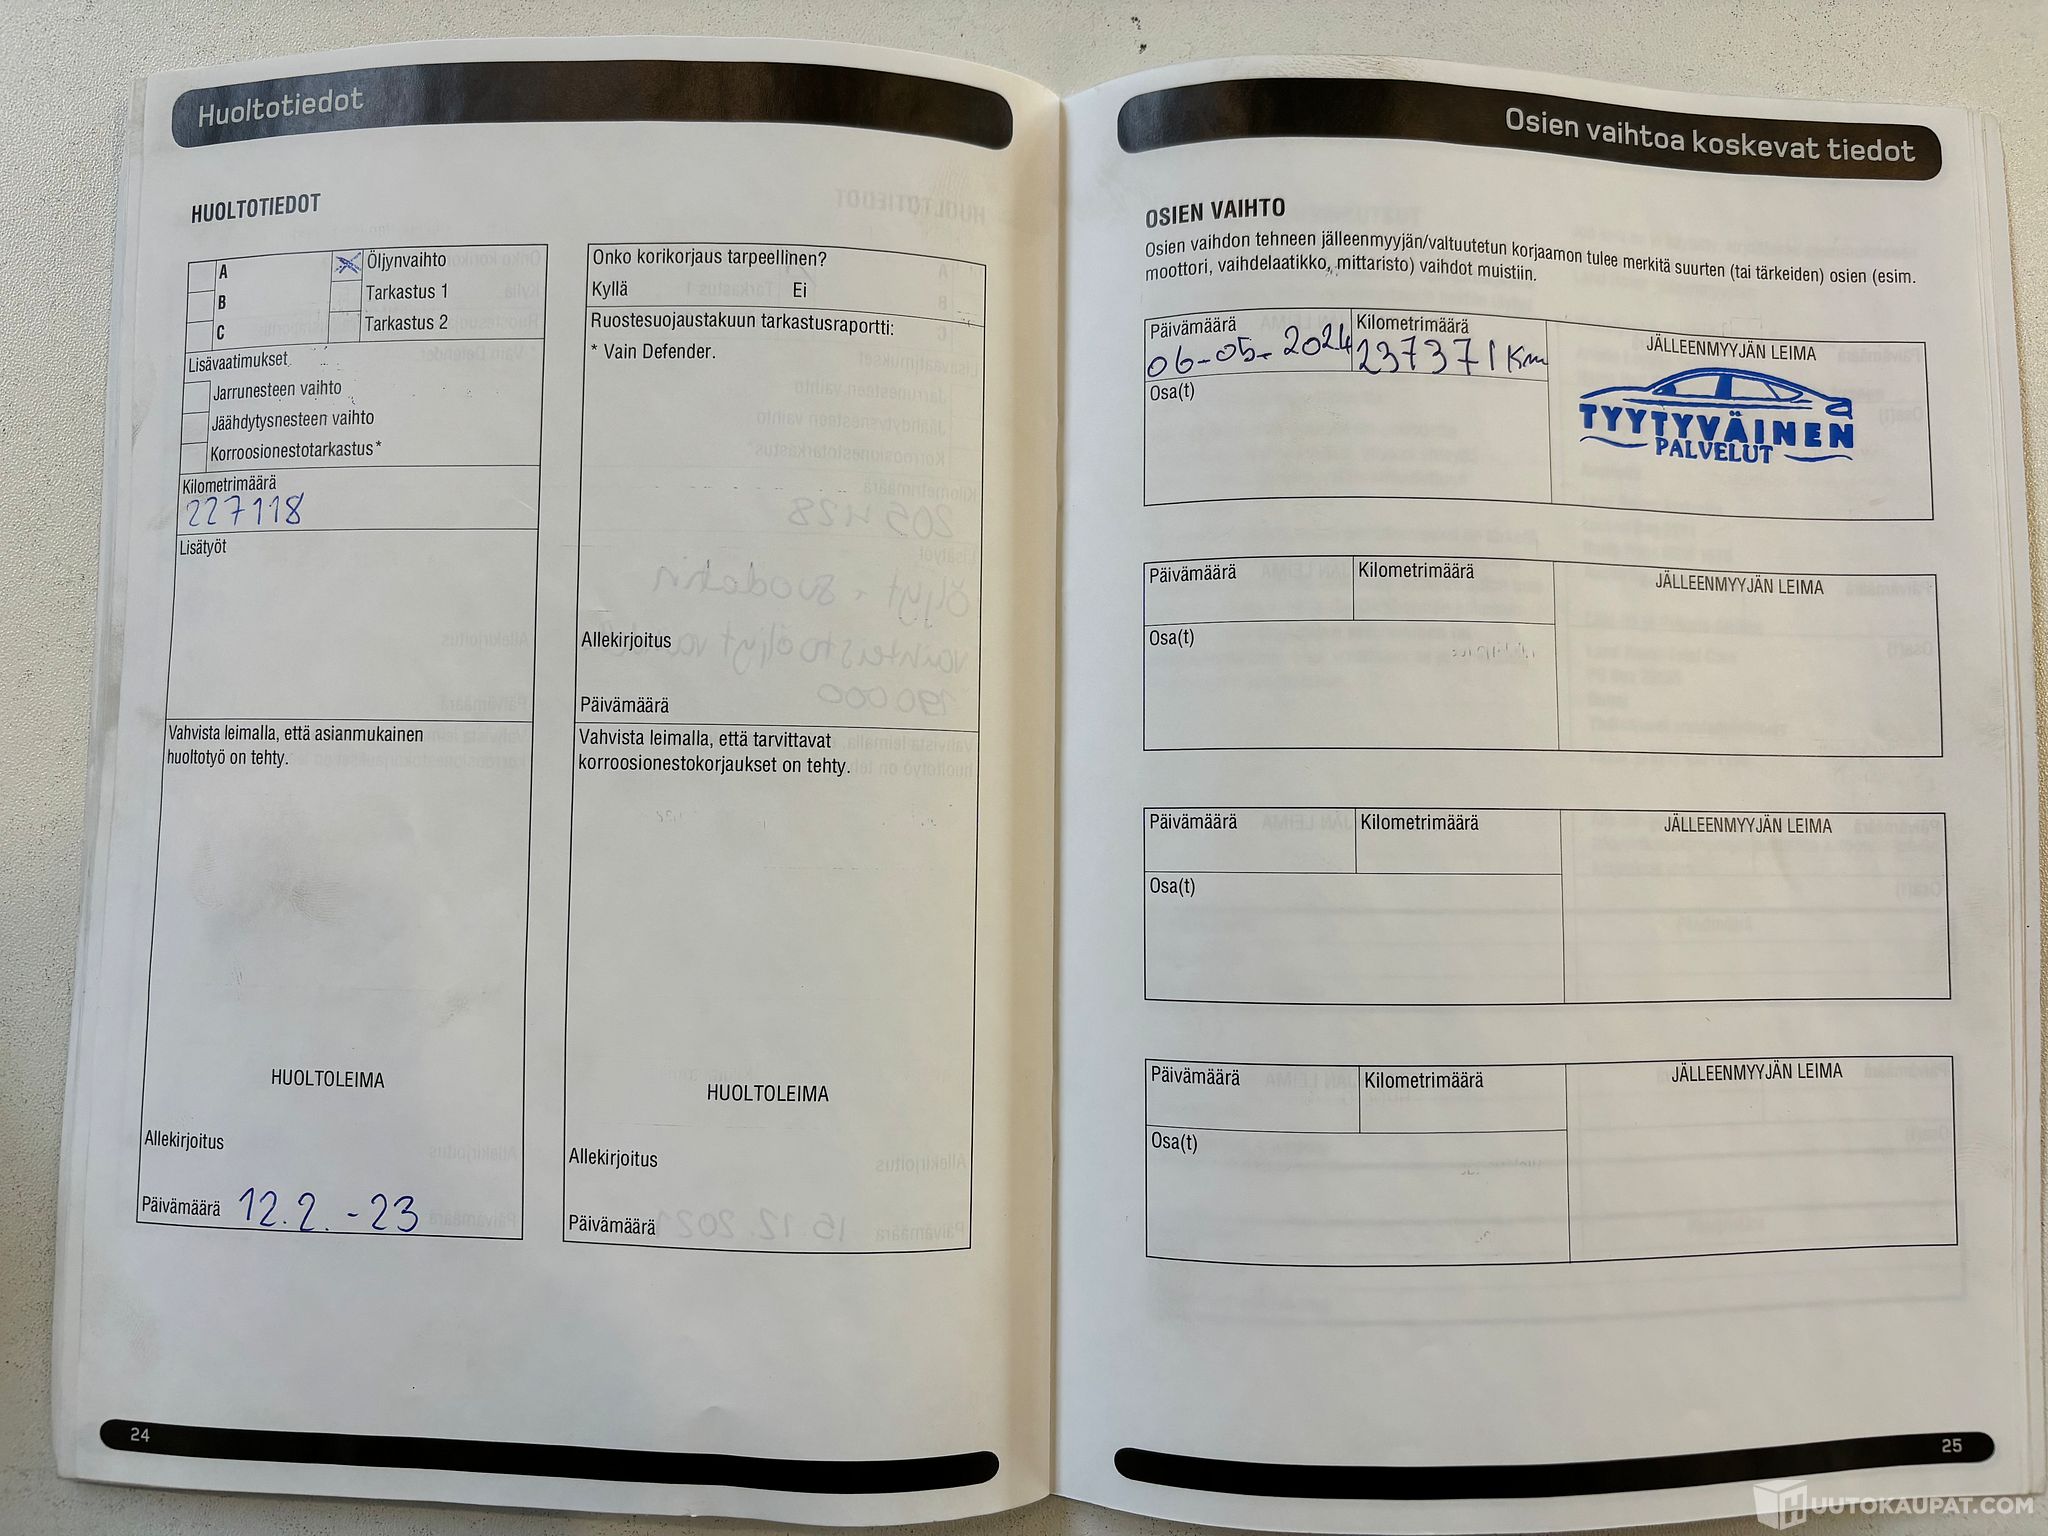 Huoltotiedot
HUOLTOTIEDOT
A
B
C
Öljynvaihto
Tarkastus 1
Tarkastus 2
Lisävaatimukset
Jarrunesteen vaihto
Jäähdytysnesteen vaihto
Korroosionestotarkastus*
Kilometrimäärä
227118
Lisätyöt
Vahvista leimalla, että asianmukainen
huoltotyö on tehty.
HUOLTOLEIMA
Allekirjoitus
Päivämäärä 12.2.-23
Onko korikorjaus tarpeellinen?
Kyllä Ei
Ruostesuojaustakuun tarkastusraportti:
* Vain Defender.
Allekirjoitus
Päivämäärä
Vahvista leimalla, että tarvittavat
korroosionestokorjaukset on tehty.
HUOLTOLEIMA
Allekirjoitus
Päivämäärä
24
Osien vaihtoa koskevat tiedot
OSIEN VAIHTO
Osien vaihdon tehneen jälleenmyyjän/valtuutetun korjaamon tulee merkitä suurten (tai tärkeiden) osien (esim.
moottori, vaihdelaatikko, mittaristo) vaihdot muistiin.
Päivämäärä Kilometrimäärä
06-05-2024 237371 Km
Osa(t)
JÄLLEENMYYJÄN LEIMA
TYYTYVÄINEN
PALVELUT
Päivämäärä Kilometrimäärä JÄLLEENMYYJÄN LEIMA
Osa(t)
Päivämäärä Kilometrimäärä JÄLLEENMYYJÄN LEIMA
Osa(t)
Päivämäärä Kilometrimäärä JÄLLEENMYYJÄN LEIMA
Osa(t)
25
HUUTOKAUPAT.COM